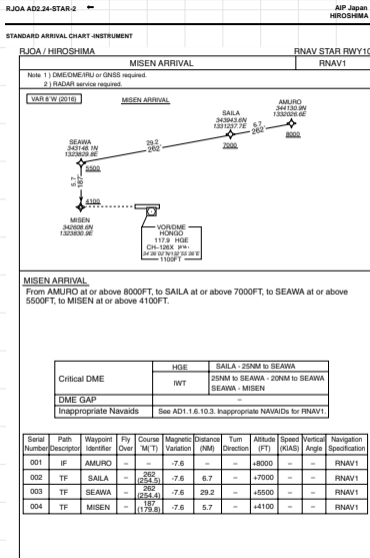 RJOA AD2.24-STAR-2
AIP Japan
HIROSHIMA
STANDARD ARRIVAL CHART -INSTRUMENT
RJOA / HIROSHIMA
RNAV STAR RWY10
MISEN ARRIVAL
RNAV1
Note 1 ) DME/DME/IRU or GNSS required.
2 ) RADAR service required.
VAR 8˚W (2016)
MISEN ARRIVAL
AMURO
344130.9N
1332026.6E
8000
SAILA
343943.6N
1331237.7E
7000
6.7
262˚
29.2
262˚
SEAWA
343148.1N
1323829.8E
5500
5.7
187˚
4100
MISEN
342608.6N
1323830.9E
VOR/DME
HONGO
117.9 HGE
CH-126X
1100FT
MISEN ARRIVAL
From AMURO at or above 8000FT, to SAILA at or above 7000FT, to SEAWA at or above
5500FT, to MISEN at or above 4100FT.
Critical DME
HGE
SAILA - 25NM to SEAWA
IWT
25NM to SEAWA - 20NM to SEAWA
SEAWA - MISEN
DME GAP
–
Inappropriate Navaids
See AD1.1.6.10.3. Inappropriate NAVAIDs for RNAV1.
Serial Path Waypoint Fly Course Magnetic Distance Turn Altitude Speed Vertical Navigation
Number Descriptor Identifier Over ˚M(˚T) Variation (NM) Direction (FT) (KIAS) Angle Specification
001 IF AMURO – – -7.6 – – +8000 – – RNAV1
002 TF SAILA – 262 (254.5) -7.6 6.7 – +7000 – – RNAV1
003 TF SEAWA – 262 (254.4) -7.6 29.2 – +5500 – – RNAV1
004 TF MISEN – 187 (179.8) -7.6 5.7 – +4100 – – RNAV1